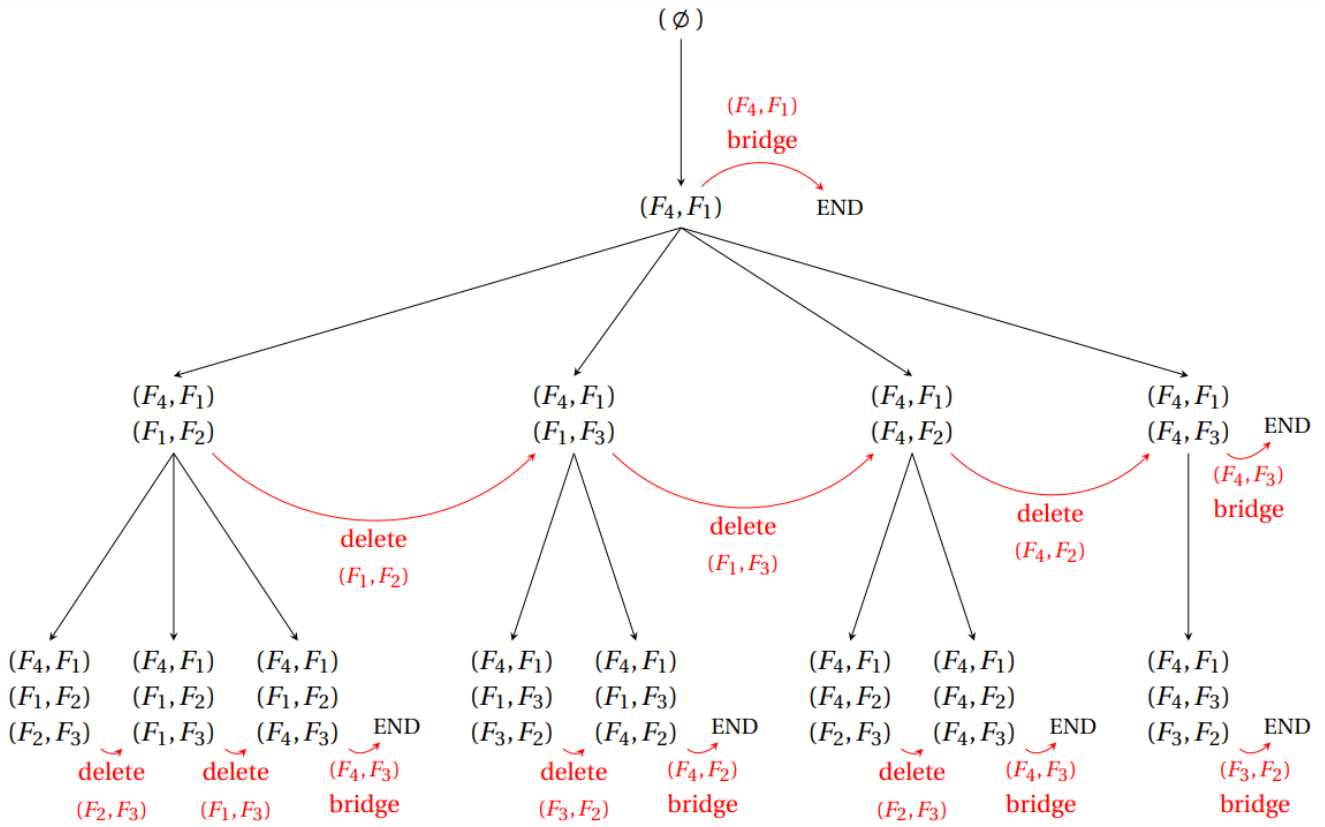 ( ∅ )
(F₄, F₁)
bridge
(F₄, F₁)
END
(F₄, F₁)
(F₁, F₂)
(F₄, F₁)
(F₁, F₃)
(F₄, F₁)
(F₄, F₂)
(F₄, F₁)
(F₄, F₃)
END
(F₄, F₃)
bridge
delete
(F₁, F₂)
delete
(F₁, F₃)
delete
(F₄, F₂)
(F₄, F₁)
(F₁, F₂)
(F₂, F₃)
delete
(F₂, F₃)
(F₄, F₁)
(F₁, F₂)
(F₁, F₃)
delete
(F₁, F₃)
(F₄, F₁)
(F₁, F₂)
(F₄, F₃)
END
(F₄, F₃)
bridge
(F₄, F₁)
(F₁, F₃)
(F₃, F₂)
delete
(F₃, F₂)
(F₄, F₁)
(F₁, F₃)
(F₄, F₂)
END
(F₄, F₂)
bridge
(F₄, F₁)
(F₄, F₂)
(F₂, F₃)
delete
(F₂, F₃)
(F₄, F₁)
(F₄, F₂)
(F₄, F₃)
END
(F₄, F₃)
bridge
(F₄, F₁)
(F₄, F₃)
(F₃, F₂)
END
(F₃, F₂)
bridge